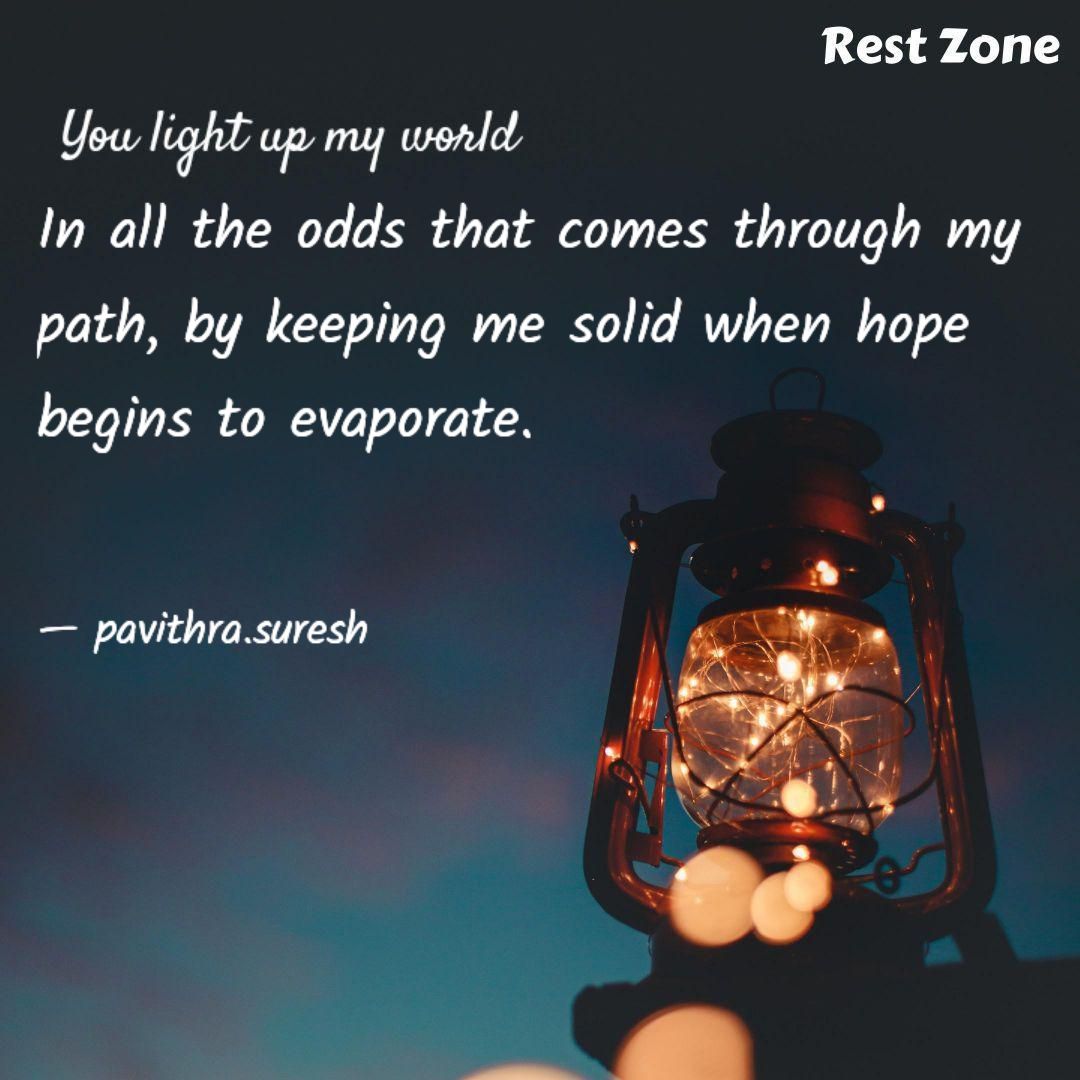 Rest Zone
You light up my world
In all the odds that comes through my
path, by keeping me solid when hope
begins to evaporate.
— pavithra.suresh